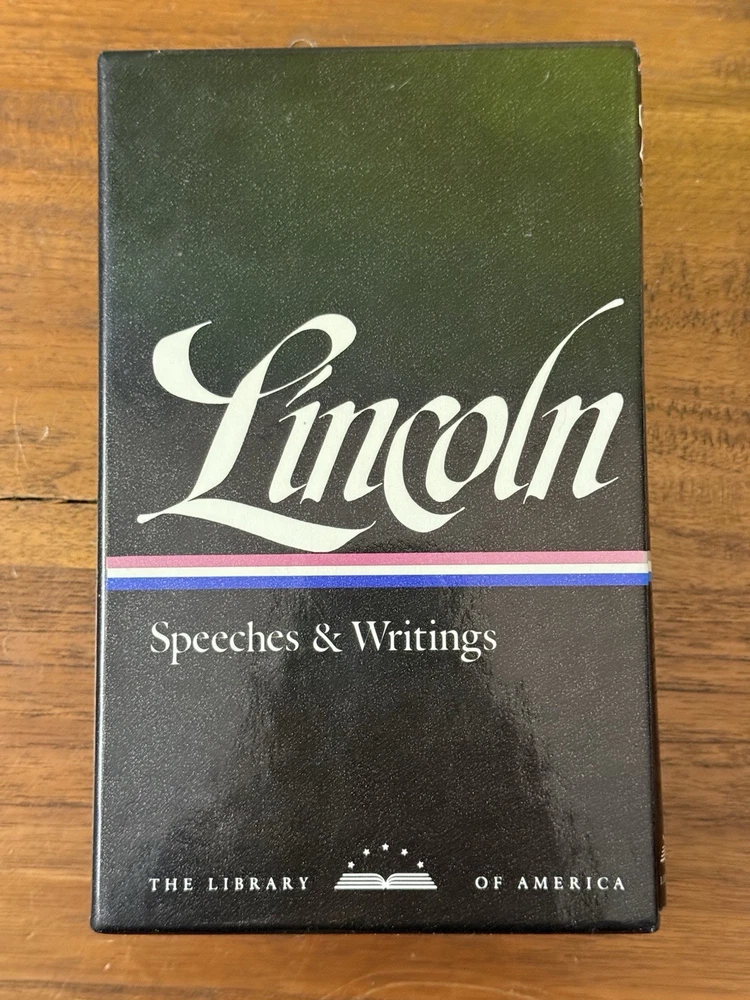 Lincoln
Speeches & Writings
THE LIBRARY OF AMERICA